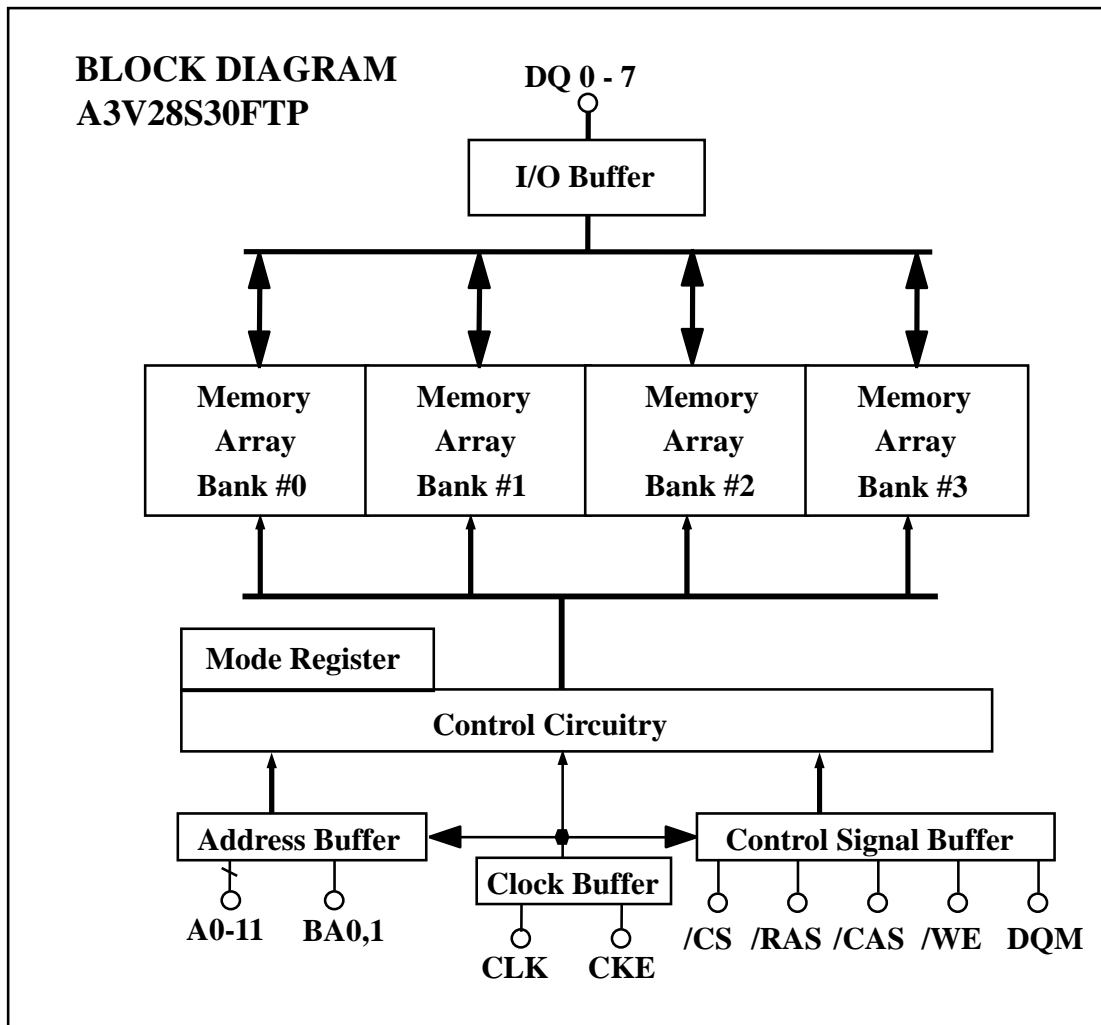 BLOCK DIAGRAM
A3V28S30FTP
DQ 0 - 7
I/O Buffer
Memory
Array
Bank #0
Memory
Array
Bank #1
Memory
Array
Bank #2
Memory
Array
Bank #3
Mode Register
Control Circuitry
Address Buffer
Clock Buffer
Control Signal Buffer
A0-11
BA0,1
CLK
CKE
/CS
/RAS
/CAS
/WE
DQM